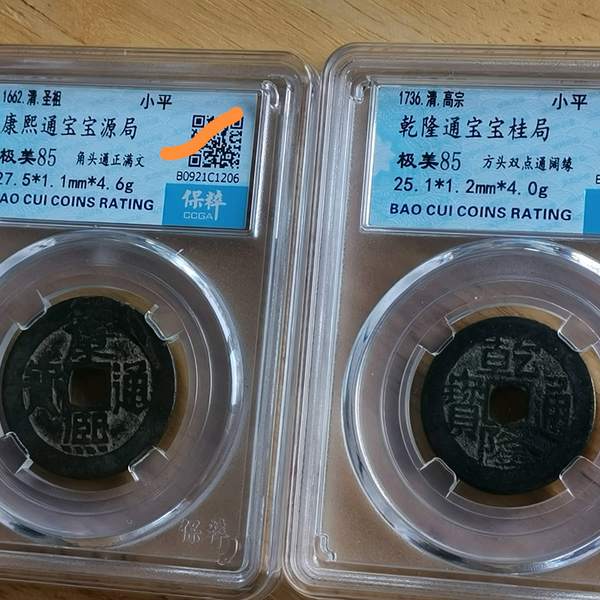 1662.清.圣祖 小平
康熙通宝宝源局
极美85 角头通正满文
27.5*1.1mm*4.6g
B0921C1206
BAO CUI COINS RATING
保粹
CCGA
康熙通
保粹
1736.清.高宗 小平
乾隆通宝宝桂局
极美85 方头双点通阔缘
25.1*1.2mm*4.0g
BAO CUI COINS RATING
乾隆通寶